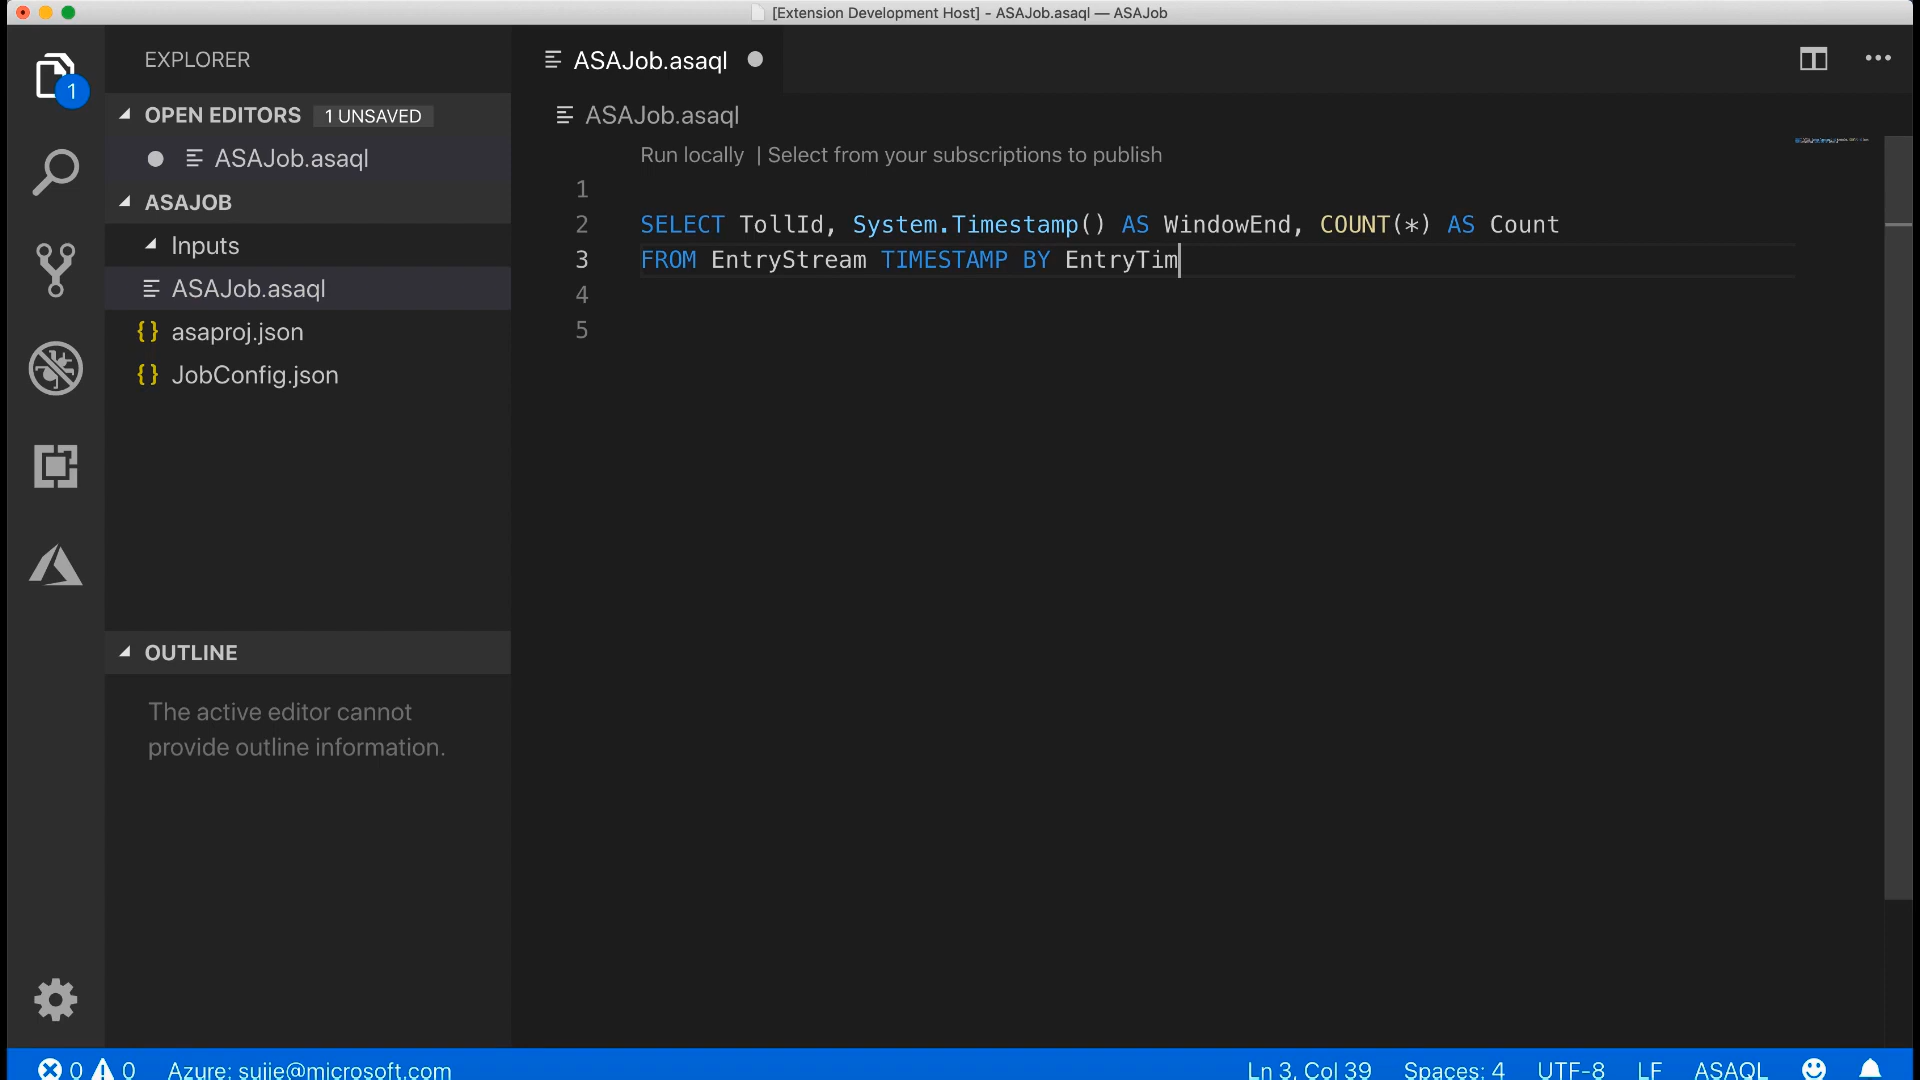 [Extension Development Host] - ASAJob.asaql — ASAJob
1
EXPLORER
OPEN EDITORS 1 UNSAVED
ASAJob.asaql
ASAJOB
Inputs
ASAJob.asaql
{} asaproj.json
{} JobConfig.json
OUTLINE
The active editor cannot
provide outline information.
ASAJob.asaql
ASAJob.asaql
Run locally | Select from your subscriptions to publish
1
2 SELECT TollId, System.Timestamp() AS WindowEnd, COUNT(*) AS Count
3 FROM EntryStream TIMESTAMP BY EntryTim
4
5
0 0 Azure: sujie@microsoft.com Ln 3, Col 39 Spaces: 4 UTF-8 LF ASAQL